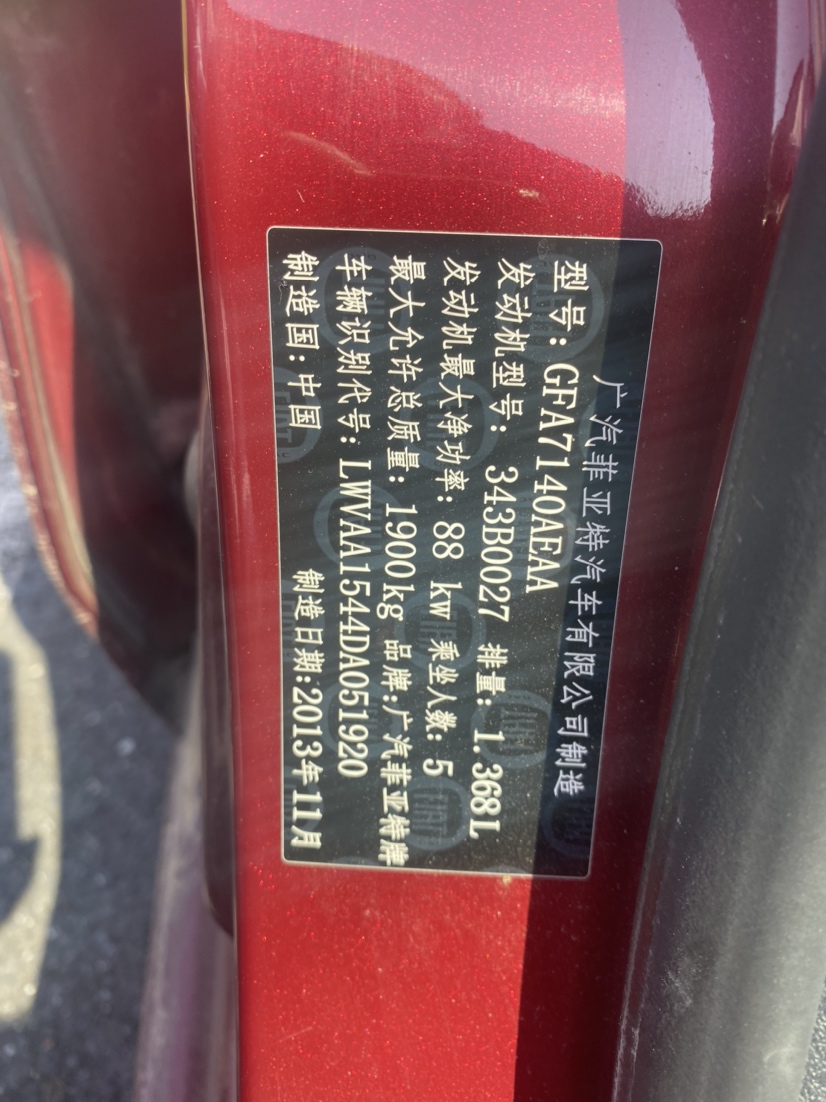 广汽菲亚特汽车有限公司制造
型号:GFA7140AEAA
发动机型号: 343B0027 排量: 1.368L
发动机最大净功率: 88 kw 乘坐人数: 5
最大允许总质量: 1900kg 品牌:广汽菲亚特牌
车辆识别代号: LWVAA1544DA051920
制造国:中国 制造日期:2013年11月